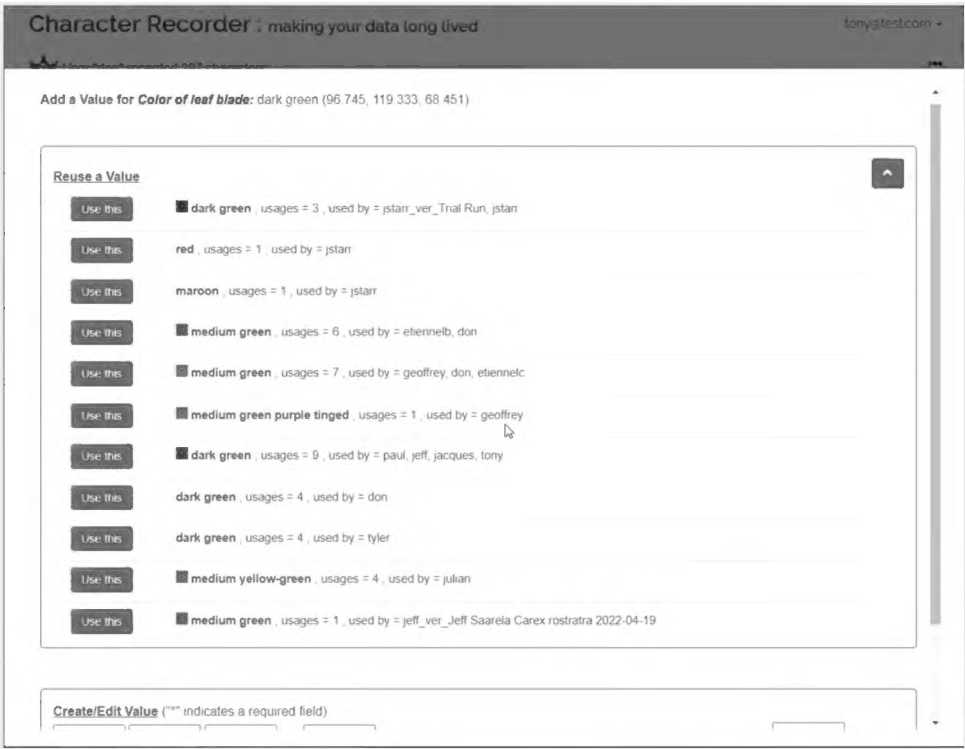 Character Recorder : making your data long lived
tony@test.com
Add a Value for Color of leaf blade: dark green (96 745, 119 333, 68 451)
Reuse a Value
Use this dark green , usages = 3 , used by = jstarr_ver_Trial Run, jstarr
Use this red , usages = 1 , used by = jstarr
Use this maroon , usages = 1 , used by = jstarr
Use this medium green , usages = 6 , used by = etiennelb, don
Use this medium green , usages = 7 , used by = geoffrey, don, etiennelc
Use this medium green purple tinged , usages = 1 , used by = geoffrey
Use this dark green , usages = 9 , used by = paul, jeff, jacques, tony
Use this dark green , usages = 4 , used by = don
Use this dark green , usages = 4 , used by = tyler
Use this medium yellow-green , usages = 4 , used by = julian
Use this medium green , usages = 1 , used by = jeff_ver_Jeff Saarela Carex rostratra 2022-04-19
Create/Edit Value ("*" indicates a required field)